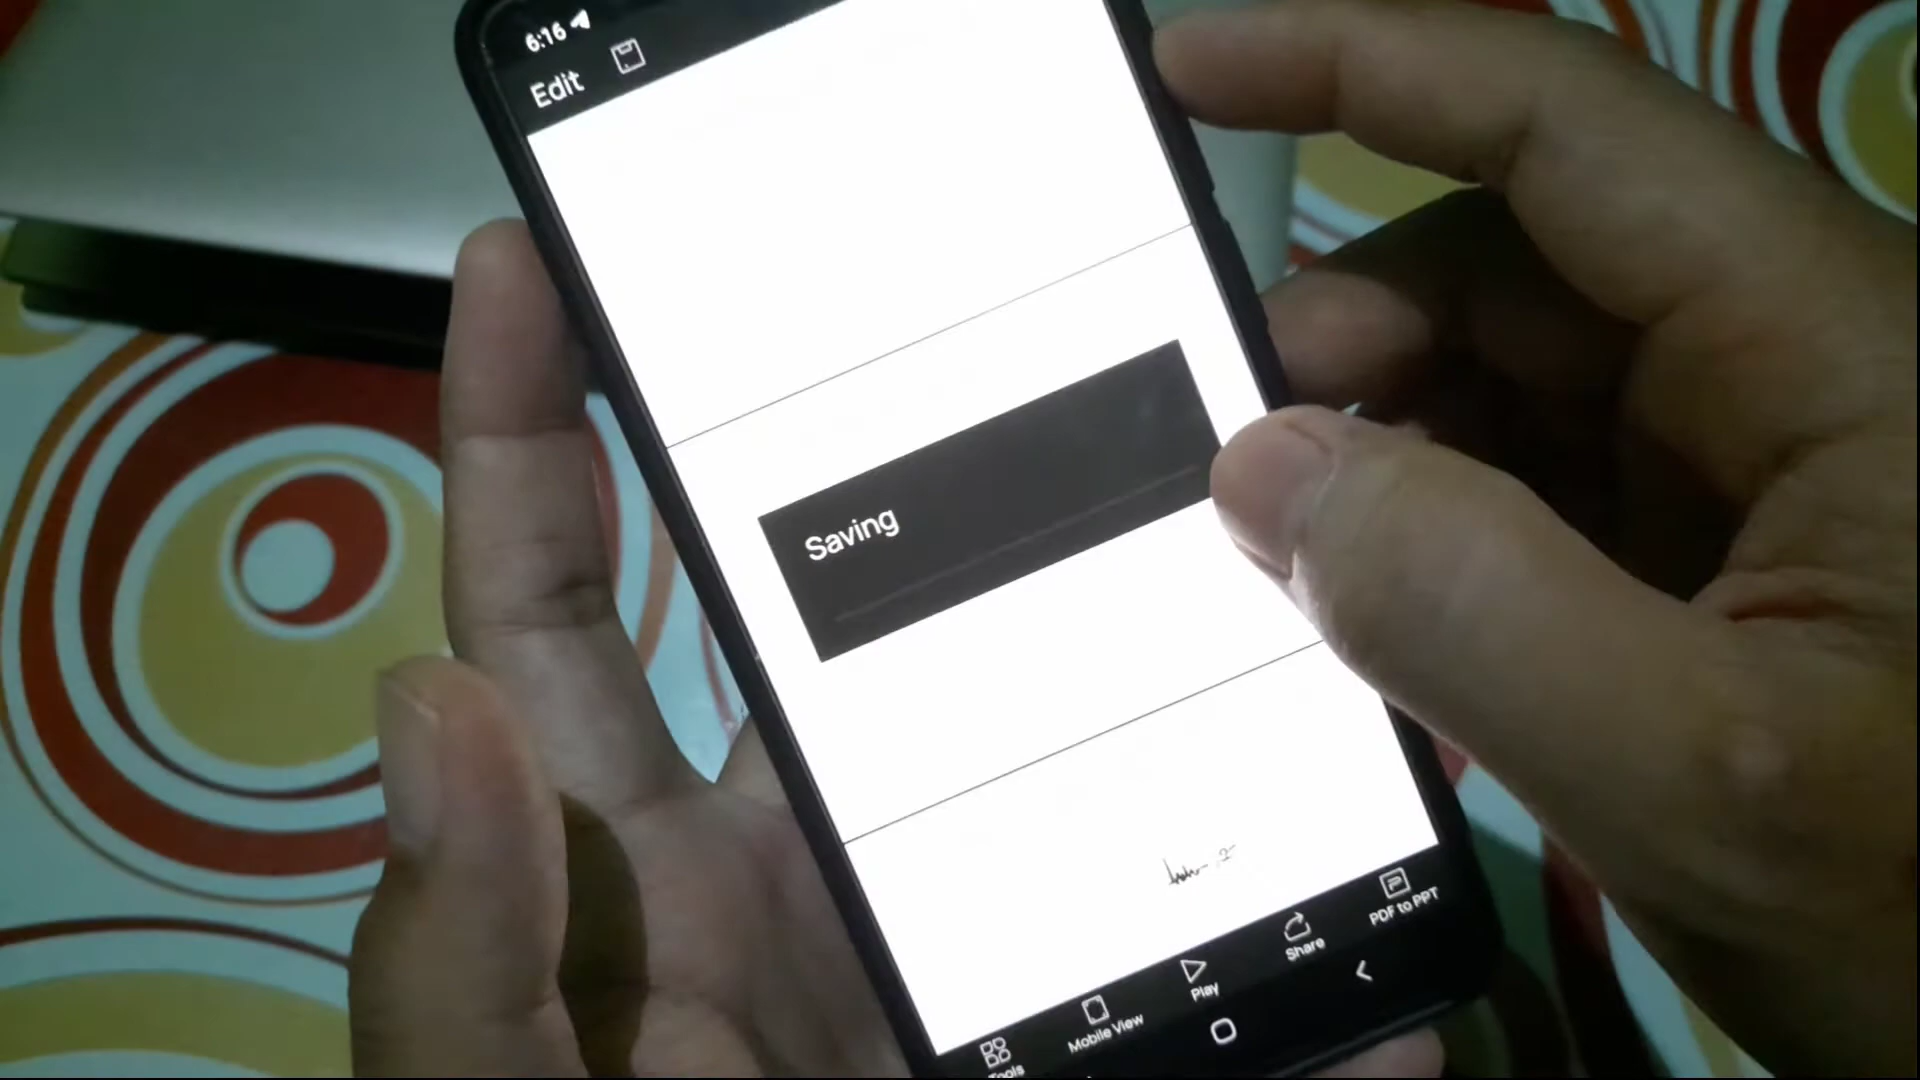 6:16
Edit
Saving
Tools
Mobile View
Play
Share
PDF to PPT